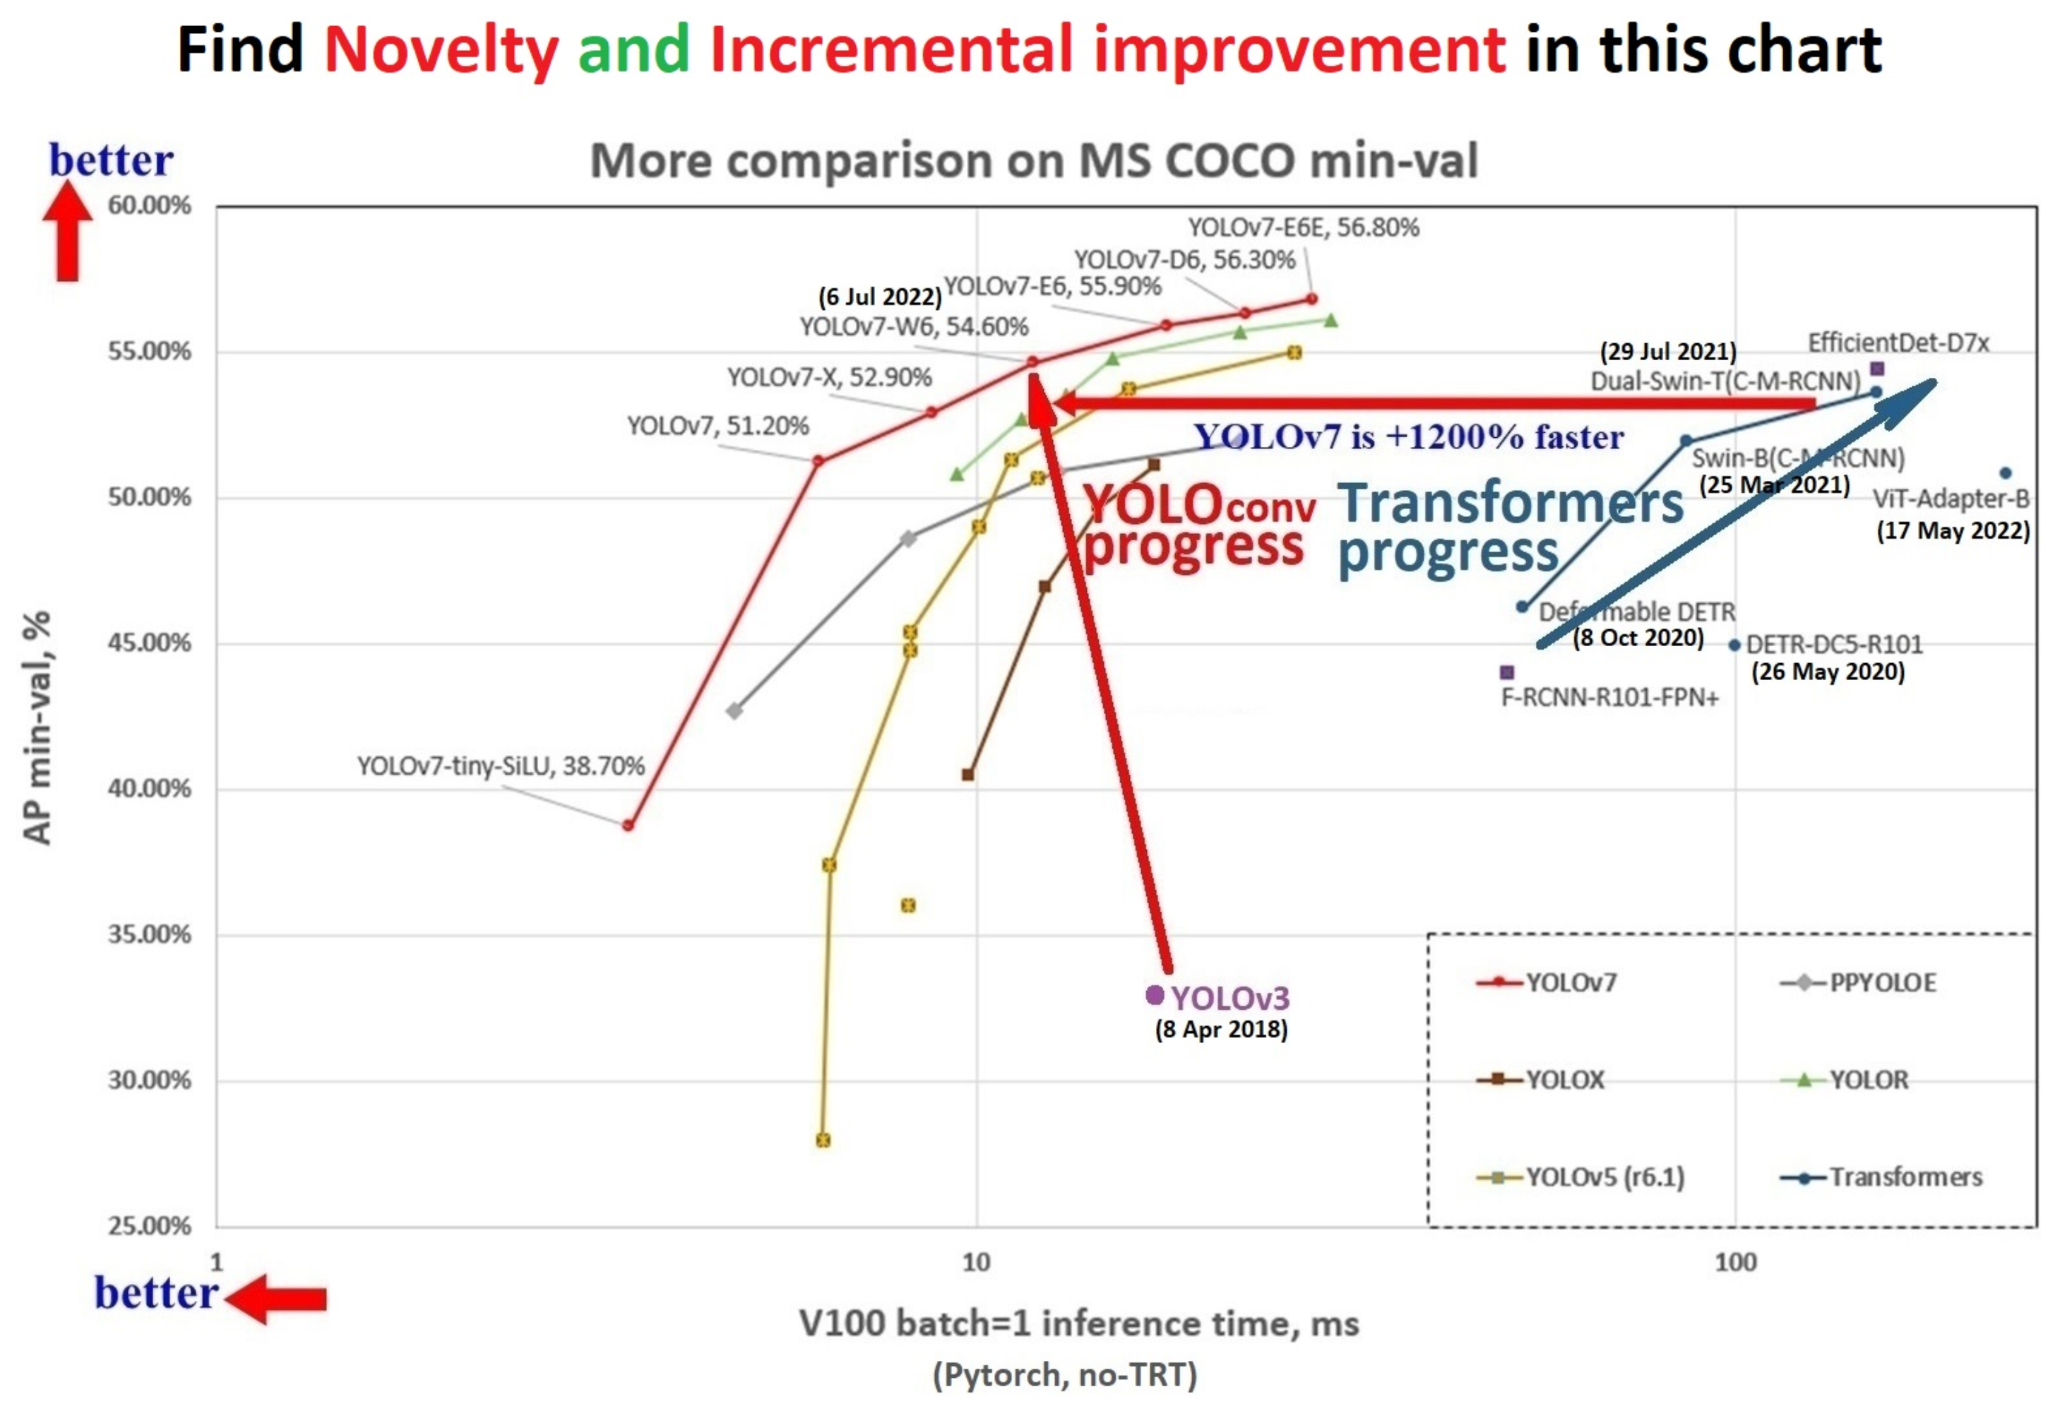 Find Novelty and Incremental improvement in this chart
better
More comparison on MS COCO min-val
60.00%
55.00%
50.00%
45.00%
40.00%
35.00%
30.00%
25.00%
AP min-val, %
YOLOv7-E6E, 56.80%
YOLOv7-D6, 56.30%
(6 Jul 2022) YOLOv7-E6, 55.90%
YOLOv7-W6, 54.60%
YOLOv7-X, 52.90%
YOLOv7, 51.20%
YOLOv7-tiny-SiLU, 38.70%
EfficientDet-D7x
(29 Jul 2021)
Dual-Swin-T(C-M-RCNN)
YOLOv7 is +1200% faster
Swin-B(C-M-RCNN)
(25 Mar 2021)
ViT-Adapter-B
(17 May 2022)
YOLOconv
progress
Transformers
progress
Deformable DETR
(8 Oct 2020)
DETR-DC5-R101
(26 May 2020)
F-RCNN-R101-FPN+
YOLOv3
(8 Apr 2018)
YOLOv7
PPYOLOE
YOLOX
YOLOR
YOLOv5 (r6.1)
Transformers
1
10
100
better
V100 batch=1 inference time, ms
(Pytorch, no-TRT)